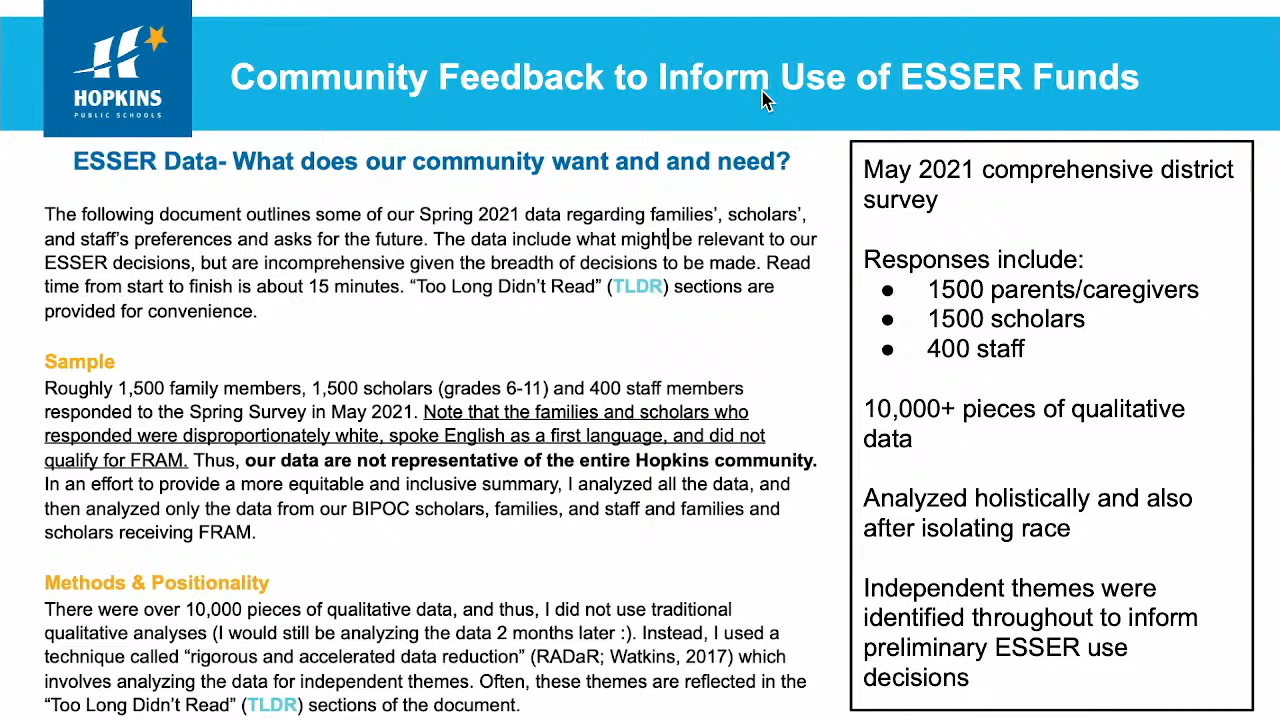 HOPKINS
PUBLIC SCHOOLS
Community Feedback to Inform Use of ESSER Funds
ESSER Data- What does our community want and and need?
The following document outlines some of our Spring 2021 data regarding families’, scholars’,
and staff’s preferences and asks for the future. The data include what might be relevant to our
ESSER decisions, but are incomprehensive given the breadth of decisions to be made. Read
time from start to finish is about 15 minutes. “Too Long Didn’t Read” (TLDR) sections are
provided for convenience.
Sample
Roughly 1,500 family members, 1,500 scholars (grades 6-11) and 400 staff members
responded to the Spring Survey in May 2021. Note that the families and scholars who
responded were disproportionately white, spoke English as a first language, and did not
qualify for FRAM. Thus, our data are not representative of the entire Hopkins community.
In an effort to provide a more equitable and inclusive summary, I analyzed all the data, and
then analyzed only the data from our BIPOC scholars, families, and staff and families and
scholars receiving FRAM.
Methods & Positionality
There were over 10,000 pieces of qualitative data, and thus, I did not use traditional
qualitative analyses (I would still be analyzing the data 2 months later :). Instead, I used a
technique called “rigorous and accelerated data reduction” (RADaR; Watkins, 2017) which
involves analyzing the data for independent themes. Often, these themes are reflected in the
“Too Long Didn’t Read” (TLDR) sections of the document.
May 2021 comprehensive district
survey
Responses include:
● 1500 parents/caregivers
● 1500 scholars
● 400 staff
10,000+ pieces of qualitative
data
Analyzed holistically and also
after isolating race
Independent themes were
identified throughout to inform
preliminary ESSER use
decisions